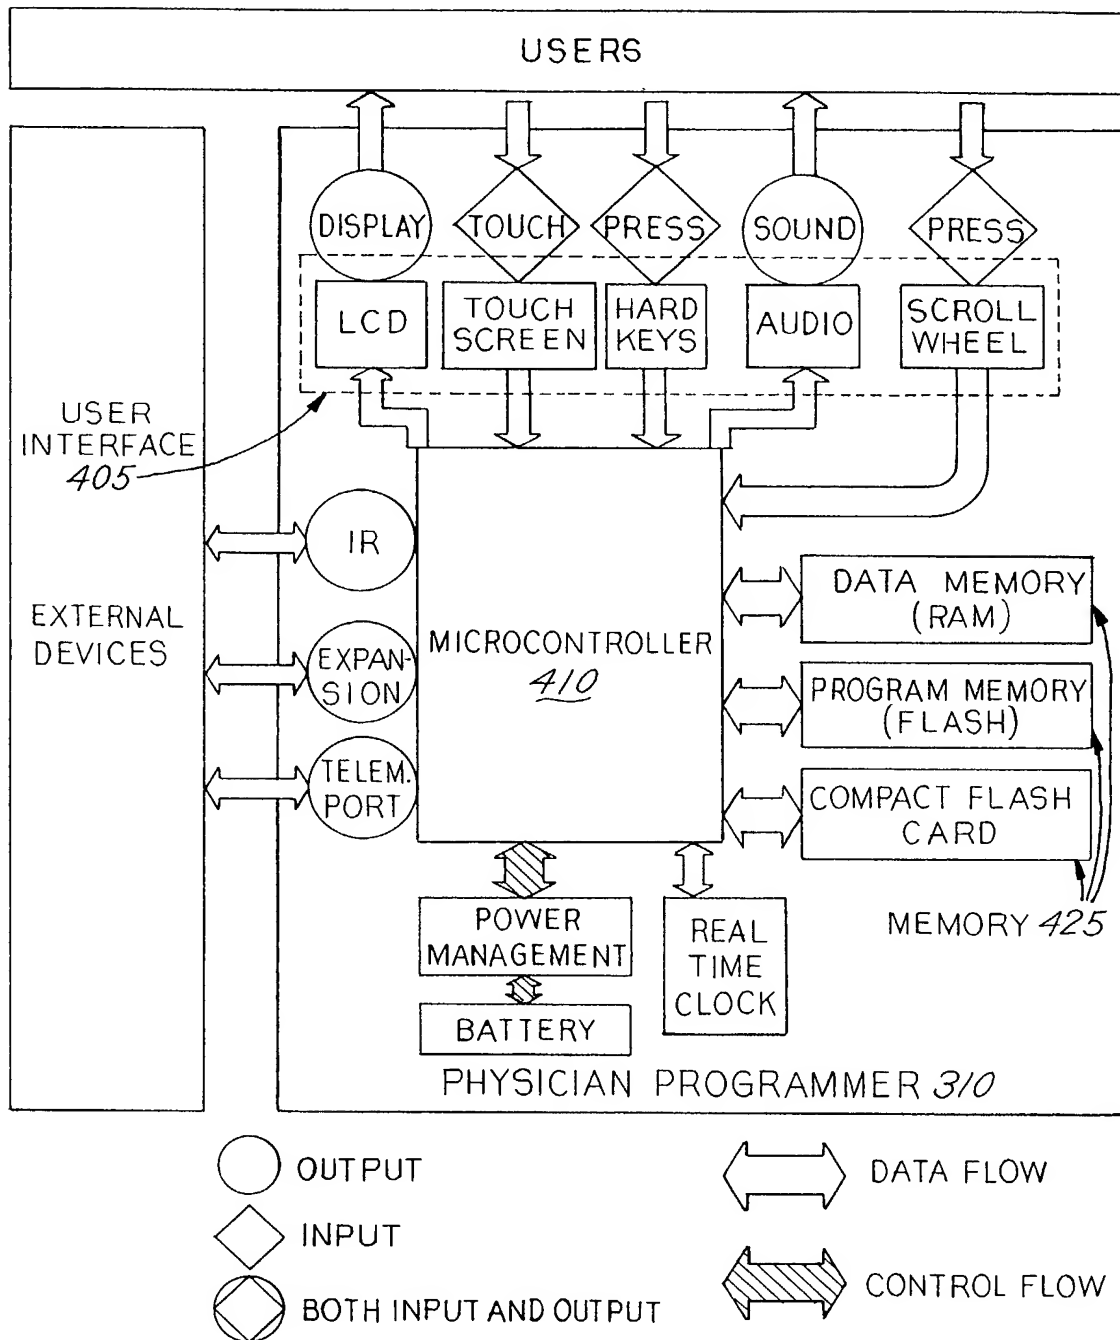 USERS
DISPLAY
TOUCH
PRESS
SOUND
PRESS
LCD
TOUCH
SCREEN
HARD
KEYS
AUDIO
SCROLL
WHEEL
USER
INTERFACE
405
EXTERNAL
DEVICES
IR
EXPAN-
SION
TELEM.
PORT
MICROCONTROLLER
410
DATA MEMORY
(RAM)
PROGRAM MEMORY
(FLASH)
COMPACT FLASH
CARD
MEMORY 425
POWER
MANAGEMENT
BATTERY
REAL
TIME
CLOCK
PHYSICIAN PROGRAMMER 310
OUTPUT
INPUT
BOTH INPUT AND OUTPUT
DATA FLOW
CONTROL FLOW